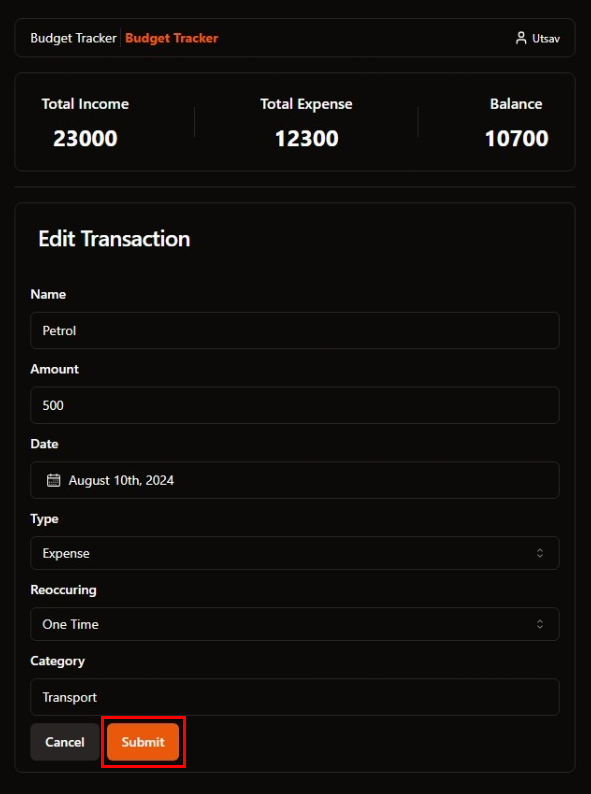 Budget Tracker Budget Tracker Utsav
Total Income Total Expense Balance
23000 12300 10700
Edit Transaction
Name
Petrol
Amount
500
Date
August 10th, 2024
Type
Expense
Reoccuring
One Time
Category
Transport
Cancel Submit